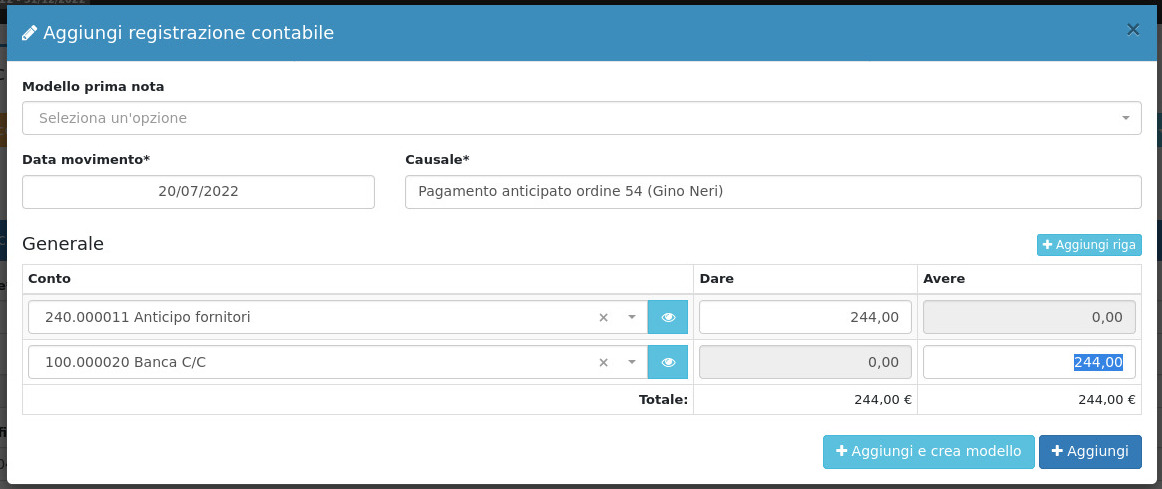 Aggiungi registrazione contabile ×
Modello prima nota
Seleziona un'opzione
Data movimento* Causale*
20/07/2022 Pagamento anticipato ordine 54 (Gino Neri)
Generale + Aggiungi riga
Conto Dare Avere
240.000011 Anticipo fornitori × 244,00 0,00
100.000020 Banca C/C × 0,00 244,00
Totale: 244,00 € 244,00 €
+ Aggiungi e crea modello + Aggiungi